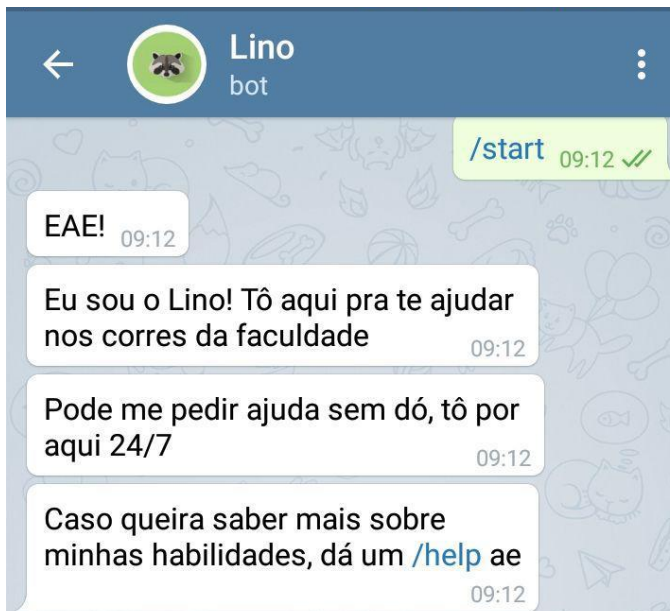 Lino
bot
/start 09:12
EAE! 09:12
Eu sou o Lino! Tô aqui pra te ajudar
nos corres da faculdade 09:12
Pode me pedir ajuda sem dó, tô por
aqui 24/7 09:12
Caso queira saber mais sobre
minhas habilidades, dá um /help ae
09:12